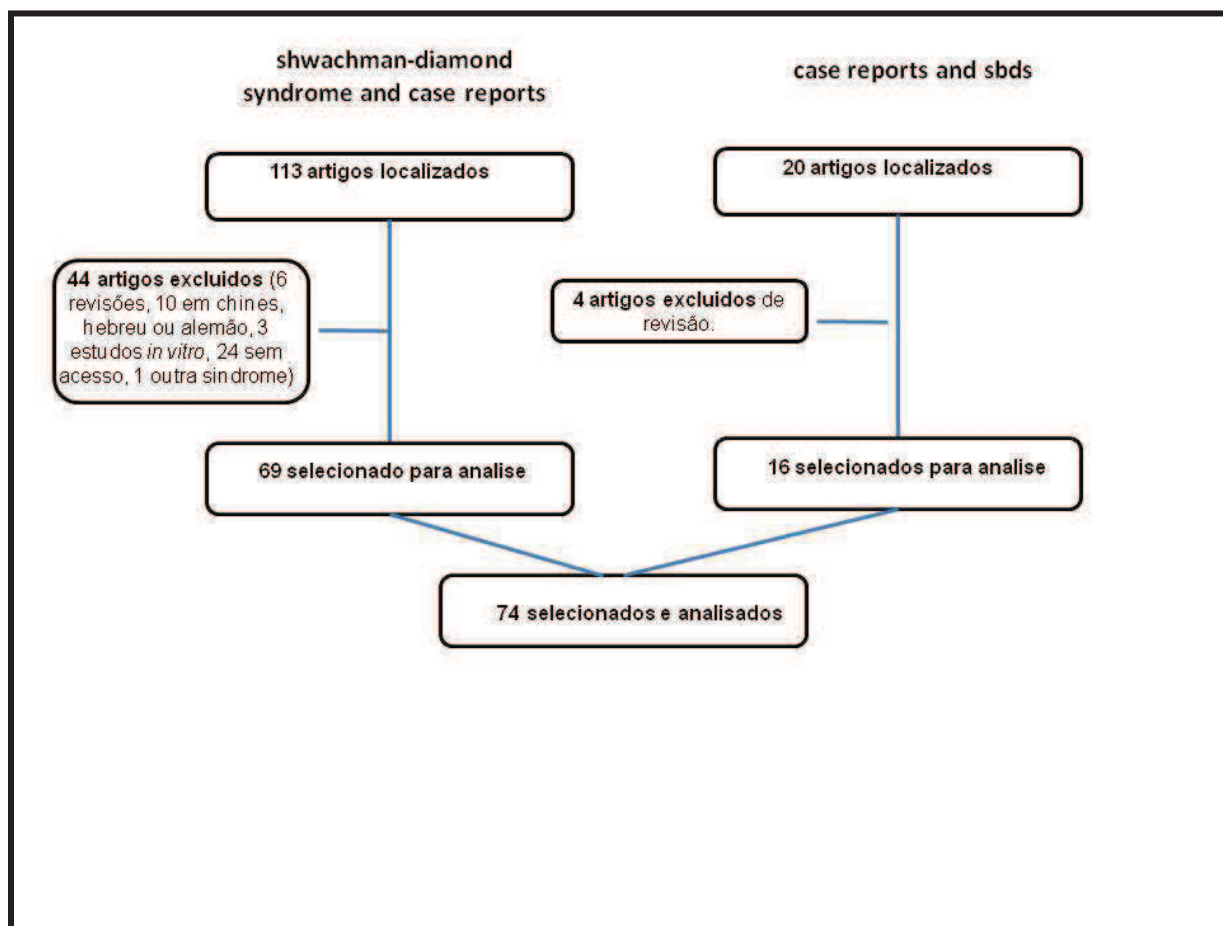 shwachman-diamond
syndrome and case reports
113 artigos localizados
44 artigos excluidos (6
revisões, 10 em chines,
hebreu ou alemão, 3
estudos in vitro, 24 sem
acesso, 1 outra sindrome)
69 selecionado para analise
case reports and sbds
20 artigos localizados
4 artigos excluidos de
revisão.
16 selecionados para analise
74 selecionados e analisados